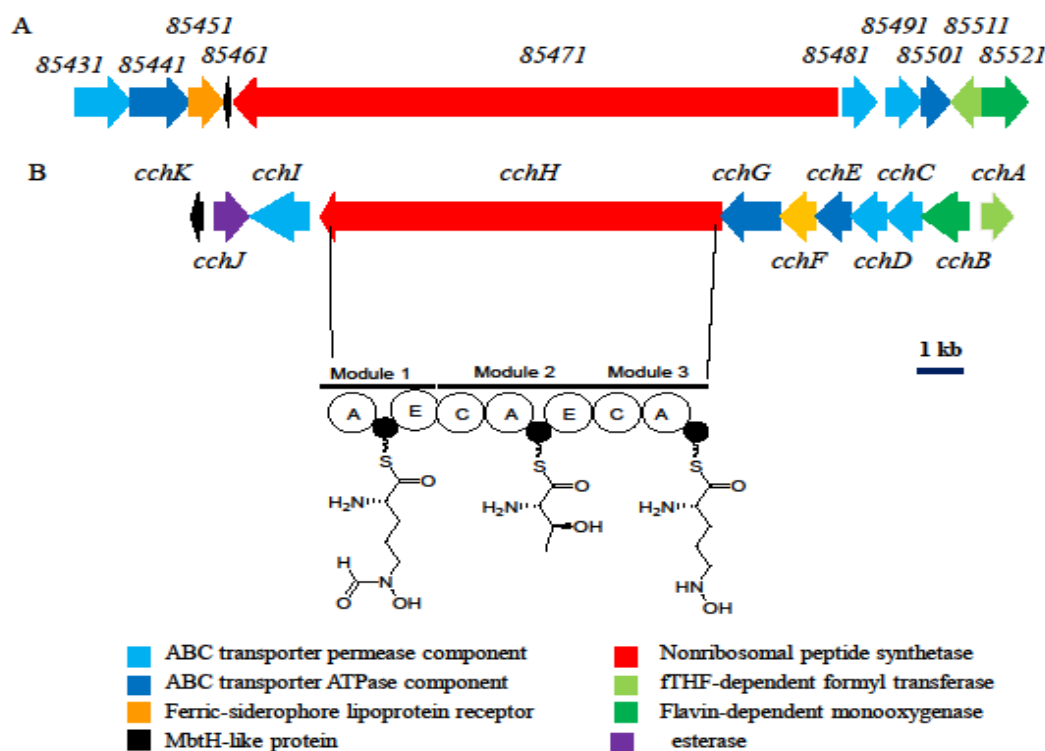 A
85451
85491 85511
85431 85441
85461
85471
85481
85501
85521
B
cchK
cchI
cchH
cchG
cchE
cchC
cchA
cchJ
cchF
cchD
cchB
1 kb
Module 1
Module 2
Module 3
A
E
C
A
E
C
A
S
S
S
O
O
O
H₂N
H₂N
H₂N
OH
H
O
N
OH
HN
OH
ABC transporter permease component
ABC transporter ATPase component
Ferric-siderophore lipoprotein receptor
MbtH-like protein
Nonribosomal peptide synthetase
fTHF-dependent formyl transferase
Flavin-dependent monooxygenase
esterase